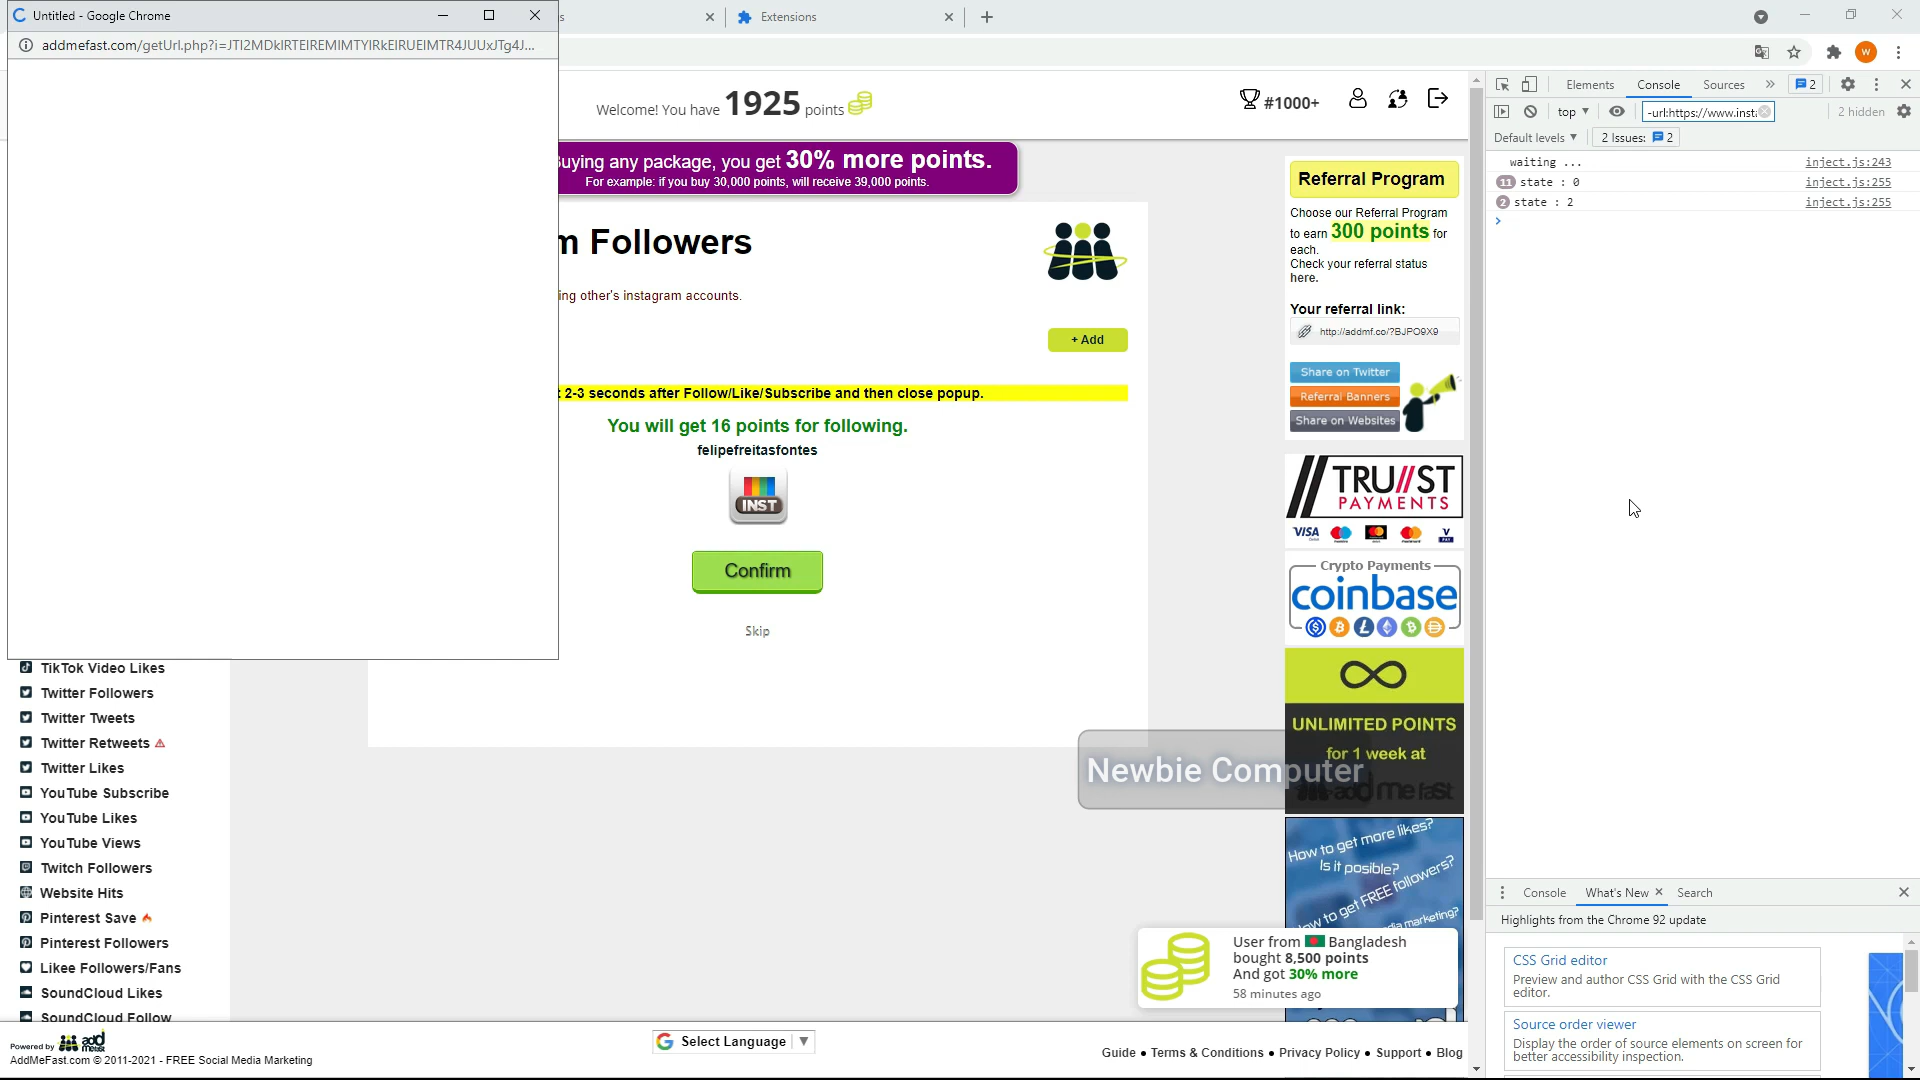 Untitled - Google Chrome
addmefast.com/getUrl.php?i=JTI2MDklRTElREMlMTYlRkElRUElMTR4JUUxJTg4J...
s
Extensions
W
Welcome! You have 1925 points
#1000+
Buying any package, you get 30% more points.
For example: if you buy 30,000 points, will receive 39,000 points.
m Followers
ing other's instagram accounts.
+ Add
t 2-3 seconds after Follow/Like/Subscribe and then close popup.
You will get 16 points for following.
felipefreitasfontes
INST
Confirm
Skip
TikTok Video Likes
Twitter Followers
Twitter Tweets
Twitter Retweets
Twitter Likes
YouTube Subscribe
YouTube Likes
YouTube Views
Twitch Followers
Website Hits
Pinterest Save
Pinterest Followers
Likee Followers/Fans
SoundCloud Likes
SoundCloud Follow
Referral Program
Choose our Referral Program
to earn 300 points for
each.
Check your referral status
here.
Your referral link:
http://addmf.co/?BJPO9X9
Share on Twitter
Referral Banners
Share on Websites
TRU//ST
PAYMENTS
VISA
Crypto Payments
coinbase
UNLIMITED POINTS
for 1 week at
add me fast
Newbie Computer
How to get more likes?
Is it posible?
How to get FREE followers?
marketing?
User from Bangladesh
bought 8,500 points
And got 30% more
58 minutes ago
Powered by add me fast
AddMeFast.com © 2011-2021 - FREE Social Media Marketing
Select Language ▼
Guide • Terms & Conditions • Privacy Policy • Support • Blog
Elements Console Sources » 2
top ▼ -url:https://www.inst 2 hidden
Default levels ▼ 2 Issues: 2
waiting ... inject.js:243
11 state : 0 inject.js:255
2 state : 2 inject.js:255
Console What's New Search
Highlights from the Chrome 92 update
CSS Grid editor
Preview and author CSS Grid with the CSS Grid
editor.
Source order viewer
Display the order of source elements on screen for
better accessibility inspection.